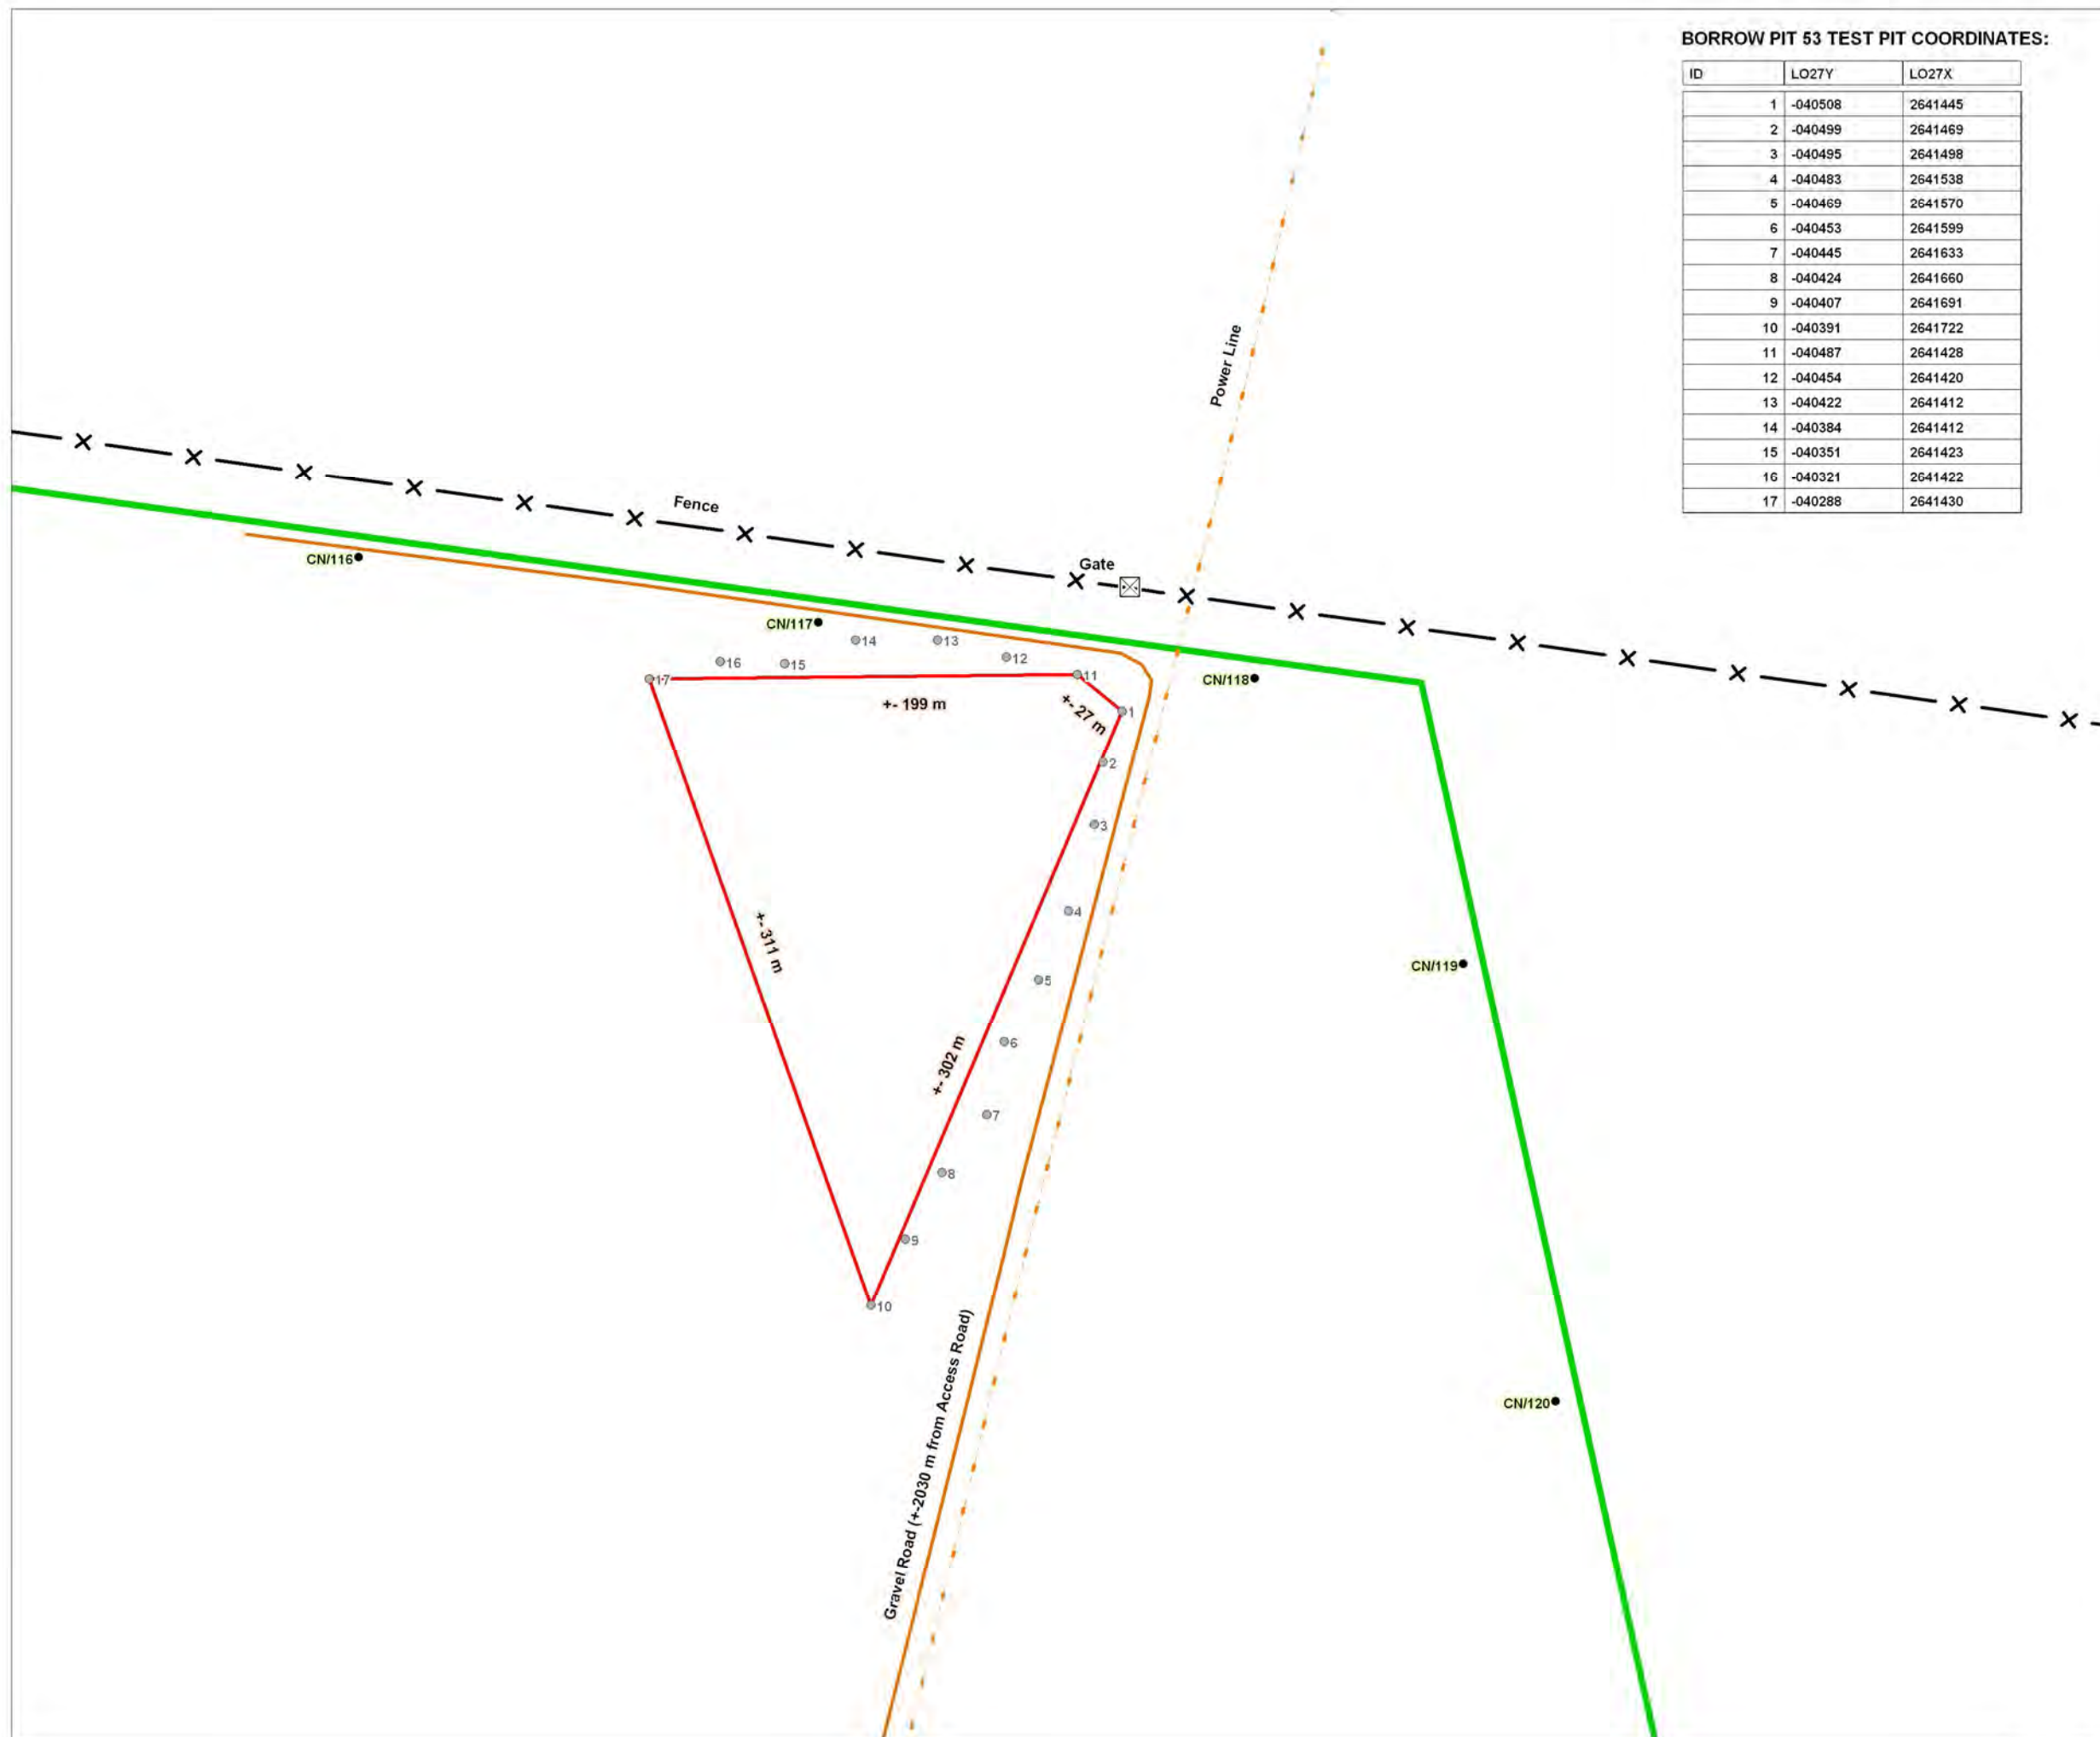 BORROW PIT 53 TEST PIT COORDINATES:
ID LO27Y LO27X
1 -040508 2641445
2 -040499 2641469
3 -040495 2641498
4 -040483 2641538
5 -040469 2641570
6 -040453 2641599
7 -040445 2641633
8 -040424 2641660
9 -040407 2641691
10 -040391 2641722
11 -040487 2641428
12 -040454 2641420
13 -040422 2641412
14 -040384 2641412
15 -040351 2641423
16 -040321 2641422
17 -040288 2641430
Power Line
Fence
Gate
CN/116
CN/117
14
13
12
16
15
17
11
CN/118
+- 199 m
+- 27 m
1
2
3
4
+- 311 m
CN/119
5
6
+- 302 m
7
8
9
10
CN/120
Gravel Road (+-2030 m from Access Road)